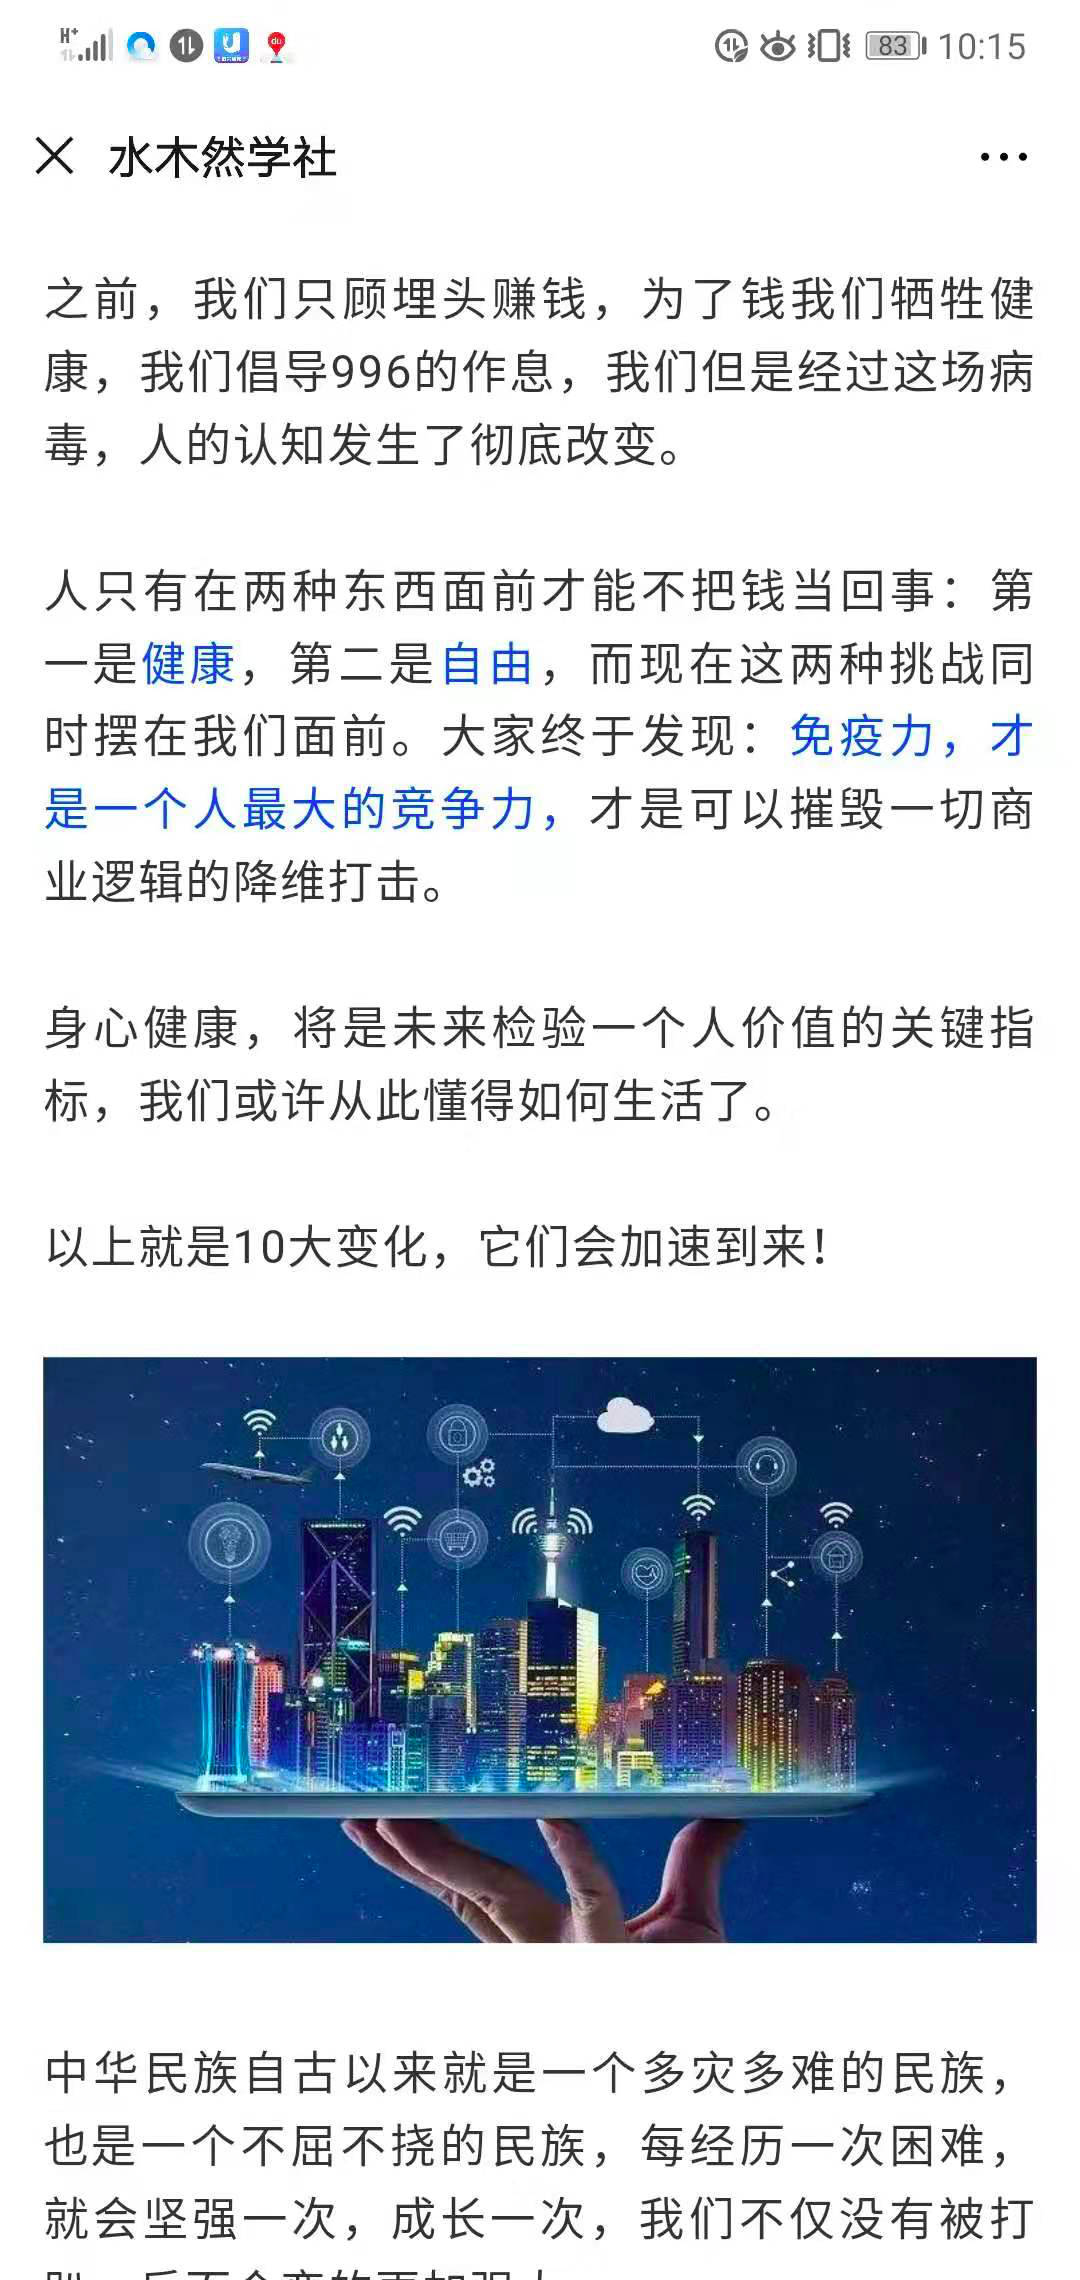 H+
du
83 10:15
水木然学社
之前，我们只顾埋头赚钱，为了钱我们牺牲健
康，我们倡导996的作息，我们但是经过这场病
毒，人的认知发生了彻底改变。
人只有在两种东西面前才能不把钱当回事：第
一是健康，第二是自由，而现在这两种挑战同
时摆在我们面前。大家终于发现：免疫力，才
是一个人最大的竞争力，才是可以摧毁一切商
业逻辑的降维打击。
身心健康，将是未来检验一个人价值的关键指
标，我们或许从此懂得如何生活了。
以上就是10大变化，它们会加速到来！
中华民族自古以来就是一个多灾多难的民族，
也是一个不屈不挠的民族，每经历一次困难，
就会坚强一次，成长一次，我们不仅没有被打